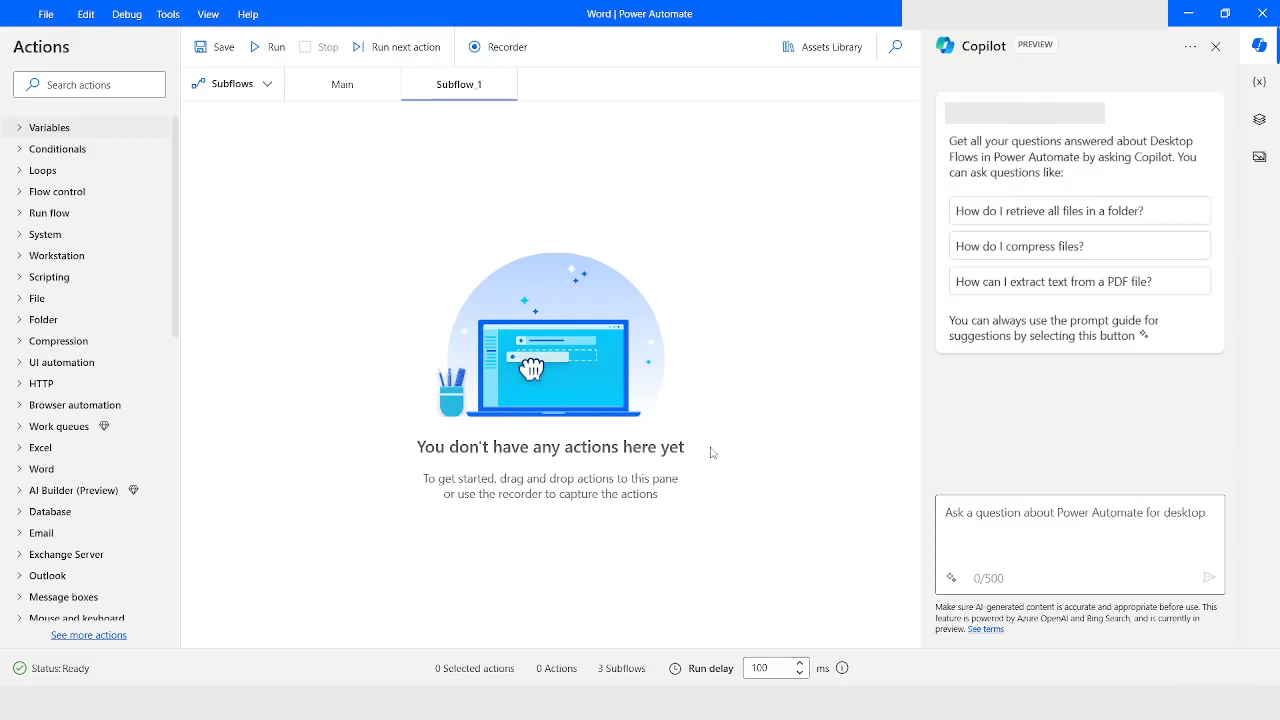 File Edit Debug Tools View Help
Word | Power Automate
Actions
Search actions
Variables
Conditionals
Loops
Flow control
Run flow
System
Workstation
Scripting
File
Folder
Compression
UI automation
HTTP
Browser automation
Work queues
Excel
Word
AI Builder (Preview)
Database
Email
Exchange Server
Outlook
Message boxes
Mouse and keyboard
See more actions
Save Run Stop Run next action Recorder Assets Library
Subflows Main Subflow_1
You don't have any actions here yet
To get started, drag and drop actions to this pane
or use the recorder to capture the actions
Copilot PREVIEW
Get all your questions answered about Desktop
Flows in Power Automate by asking Copilot. You
can ask questions like:
How do I retrieve all files in a folder?
How do I compress files?
How can I extract text from a PDF file?
You can always use the prompt guide for
suggestions by selecting this button
Ask a question about Power Automate for desktop
0/500
Make sure AI-generated content is accurate and appropriate before use. This
feature is powered by Azure OpenAI and Bing Search, and is currently in
preview. See terms
{x}
Status: Ready 0 Selected actions 0 Actions 3 Subflows Run delay 100 ms